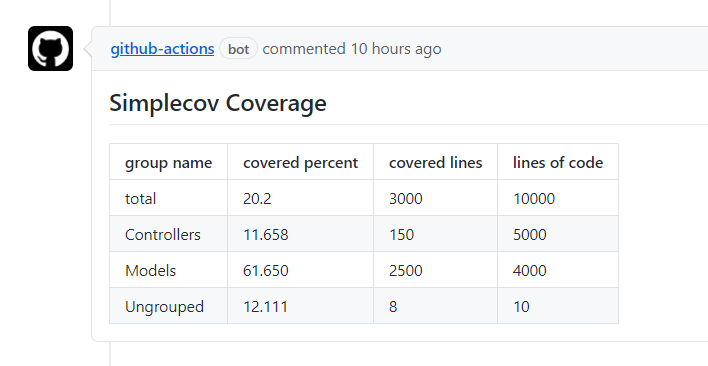 github-actions bot commented 10 hours ago
Simplecov Coverage
group name covered percent covered lines lines of code
total 20.2 3000 10000
Controllers 11.658 150 5000
Models 61.650 2500 4000
Ungrouped 12.111 8 10